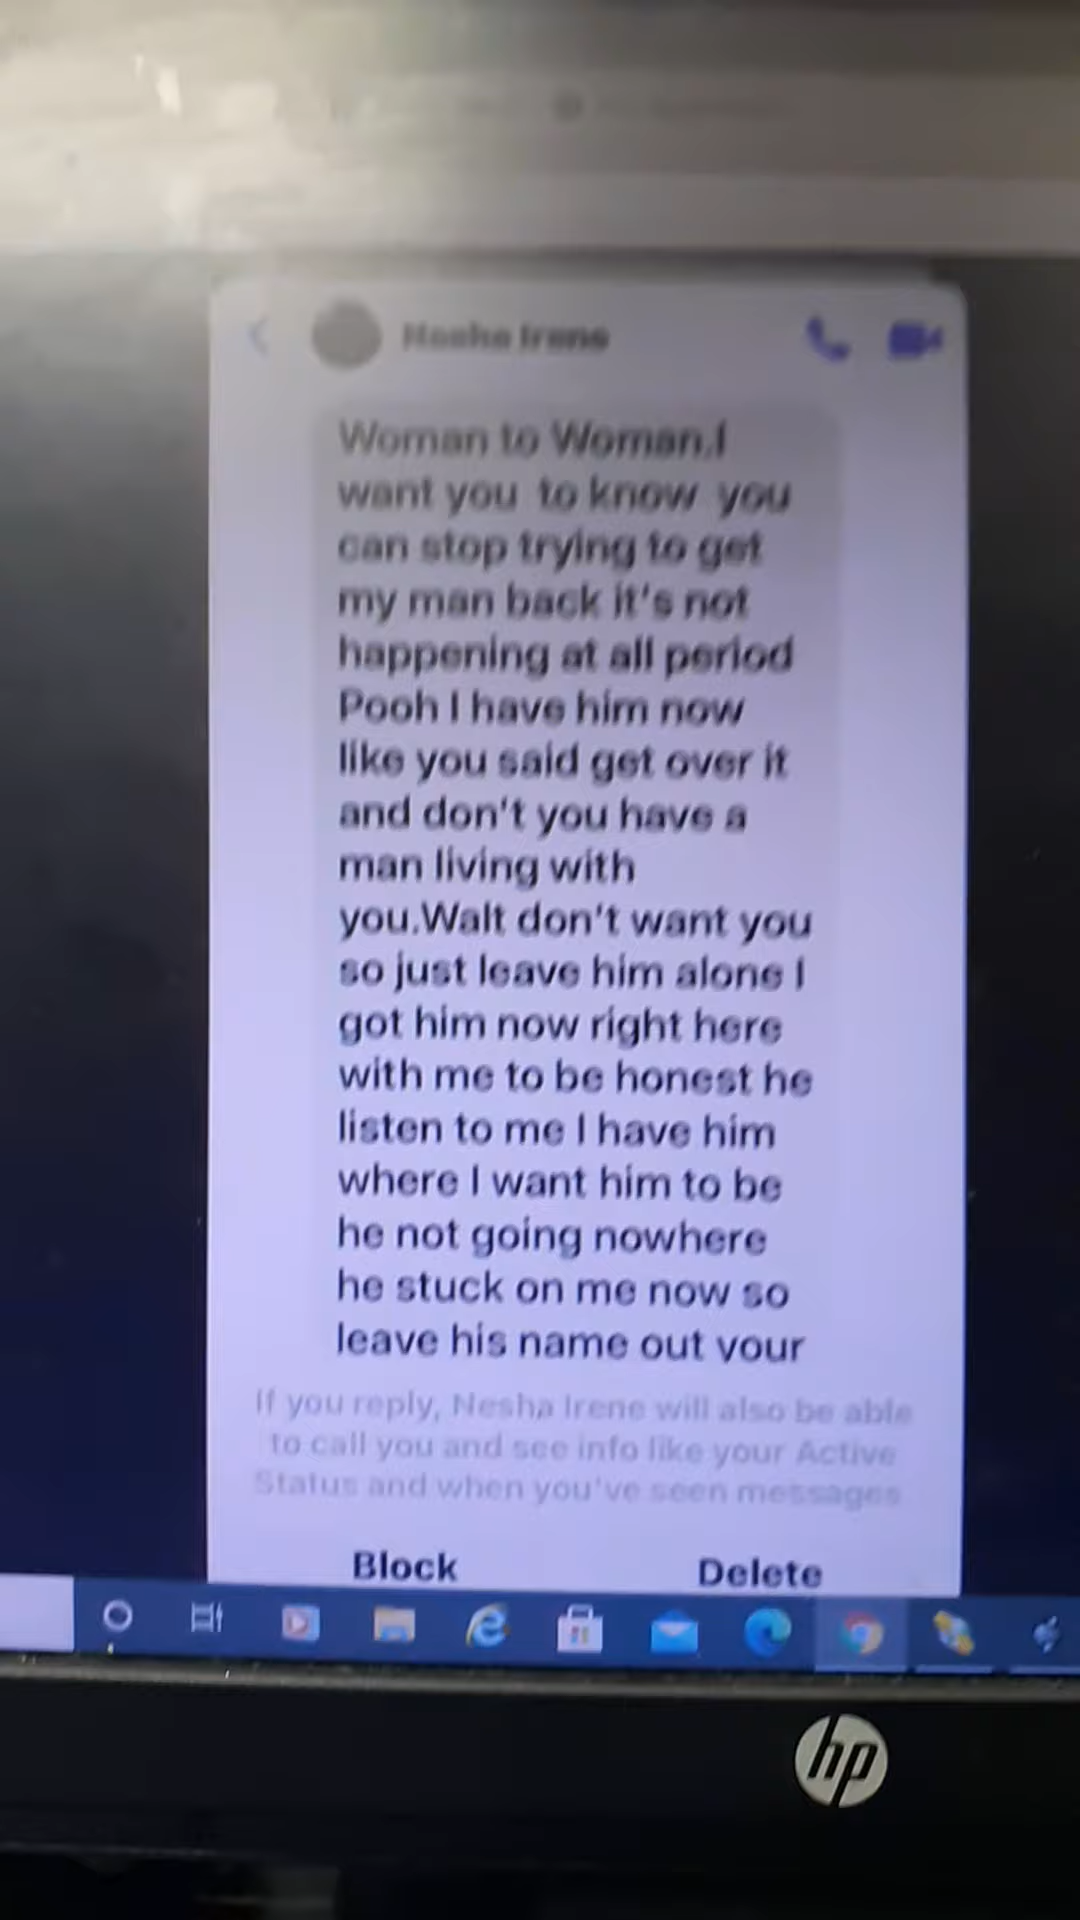 Nesha Irene
Woman to Woman.I
want you to know you
can stop trying to get
my man back it's not
happening at all period
Pooh I have him now
like you said get over it
and don't you have a
man living with
you.Walt don't want you
so just leave him alone I
got him now right here
with me to be honest he
listen to me I have him
where I want him to be
he not going nowhere
he stuck on me now so
leave his name out your
If you reply, Nesha Irene will also be able
to call you and see info like your Active
Status and when you've seen messages
Block Delete
hp